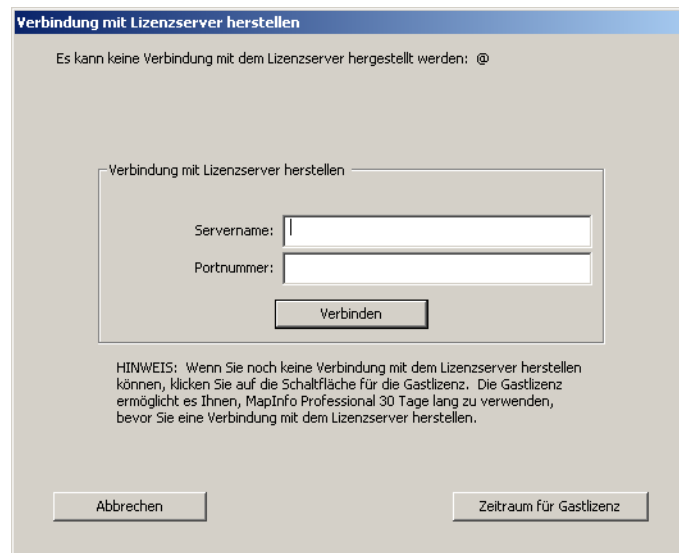 Verbindung mit Lizenzserver herstellen
Es kann keine Verbindung mit dem Lizenzserver hergestellt werden: @
Verbindung mit Lizenzserver herstellen
Servername:
Portnummer:
Verbinden
HINWEIS: Wenn Sie noch keine Verbindung mit dem Lizenzserver herstellen
können, klicken Sie auf die Schaltfläche für die Gastlizenz. Die Gastlizenz
ermöglicht es Ihnen, MapInfo Professional 30 Tage lang zu verwenden,
bevor Sie eine Verbindung mit dem Lizenzserver herstellen.
Abbrechen
Zeitraum für Gastlizenz